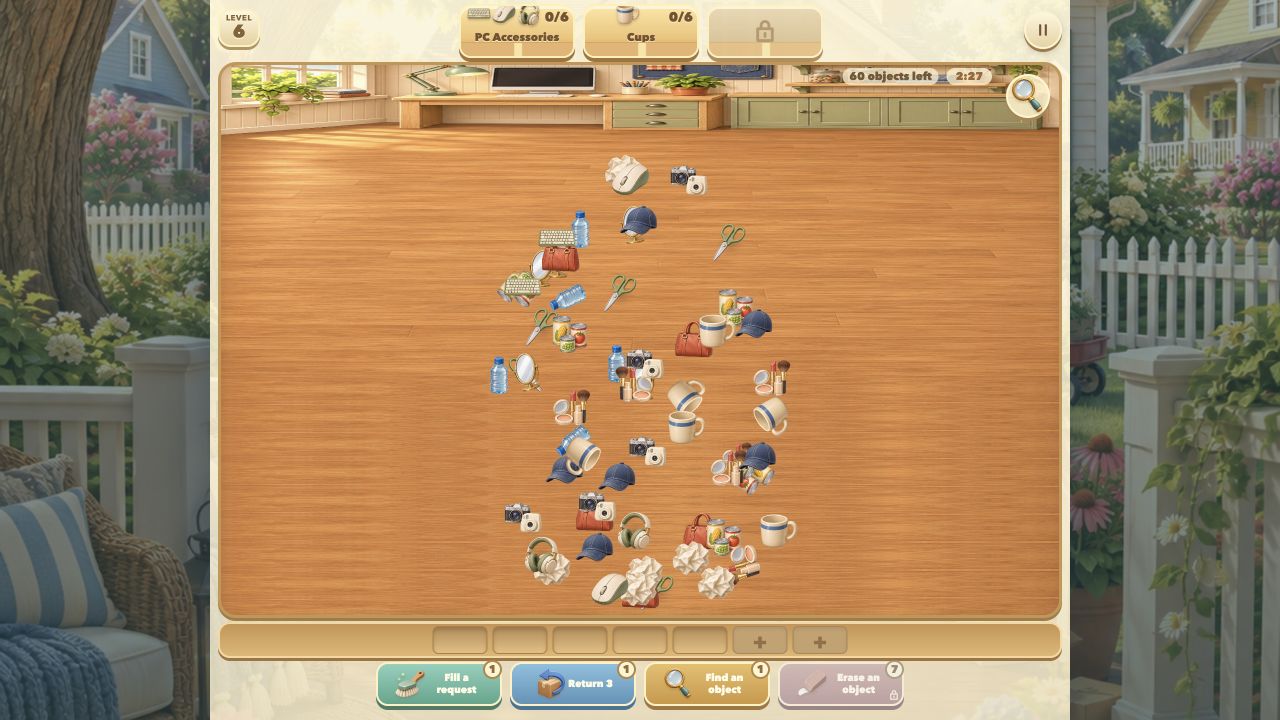 LEVEL
6
0/6
PC Accessories
0/6
Cups
60 objects left
2:27
Fill a
request
1
Return 3
1
Find an
object
1
Erase an
object
7